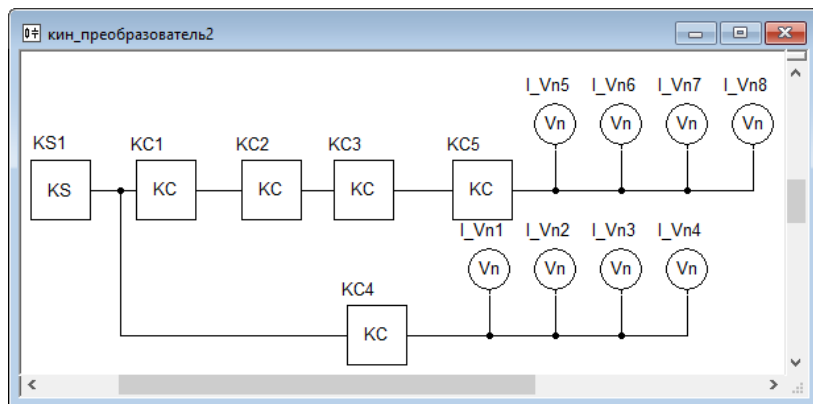 кин_преобразователь2
I_Vn5 I_Vn6 I_Vn7 I_Vn8
Vn Vn Vn Vn
KS1 KC1 KC2 KC3 KC5
KS KC KC KC KC
I_Vn1 I_Vn2 I_Vn3 I_Vn4
Vn Vn Vn Vn
KC4
KC